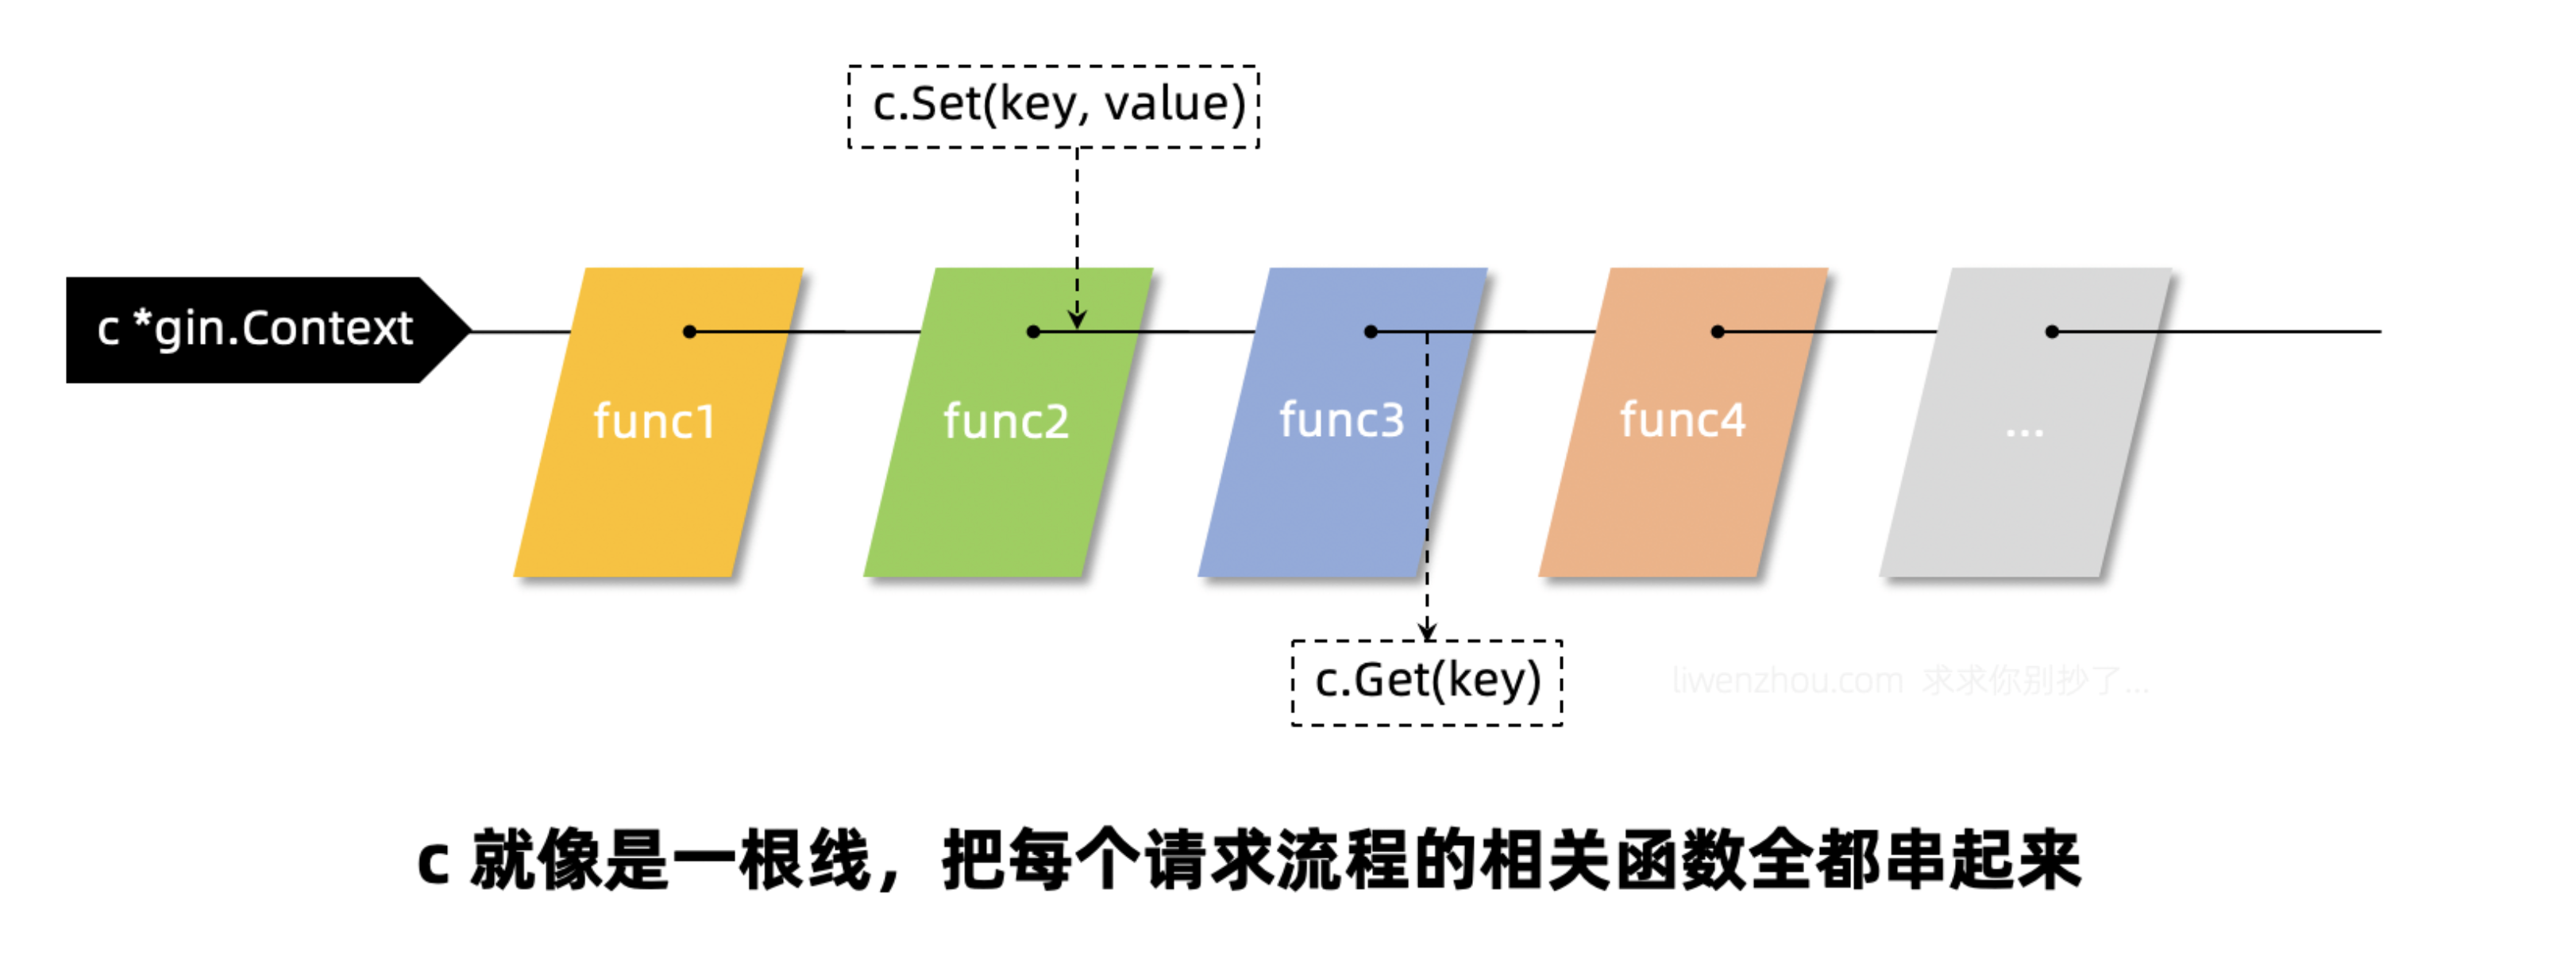 c.Set(key, value)
c *gin.Context
func1
func2
func3
func4
...
c.Get(key)
liwenzhou.com 求求你别抄了...
c 就像是一根线，把每个请求流程的相关函数全都串起来